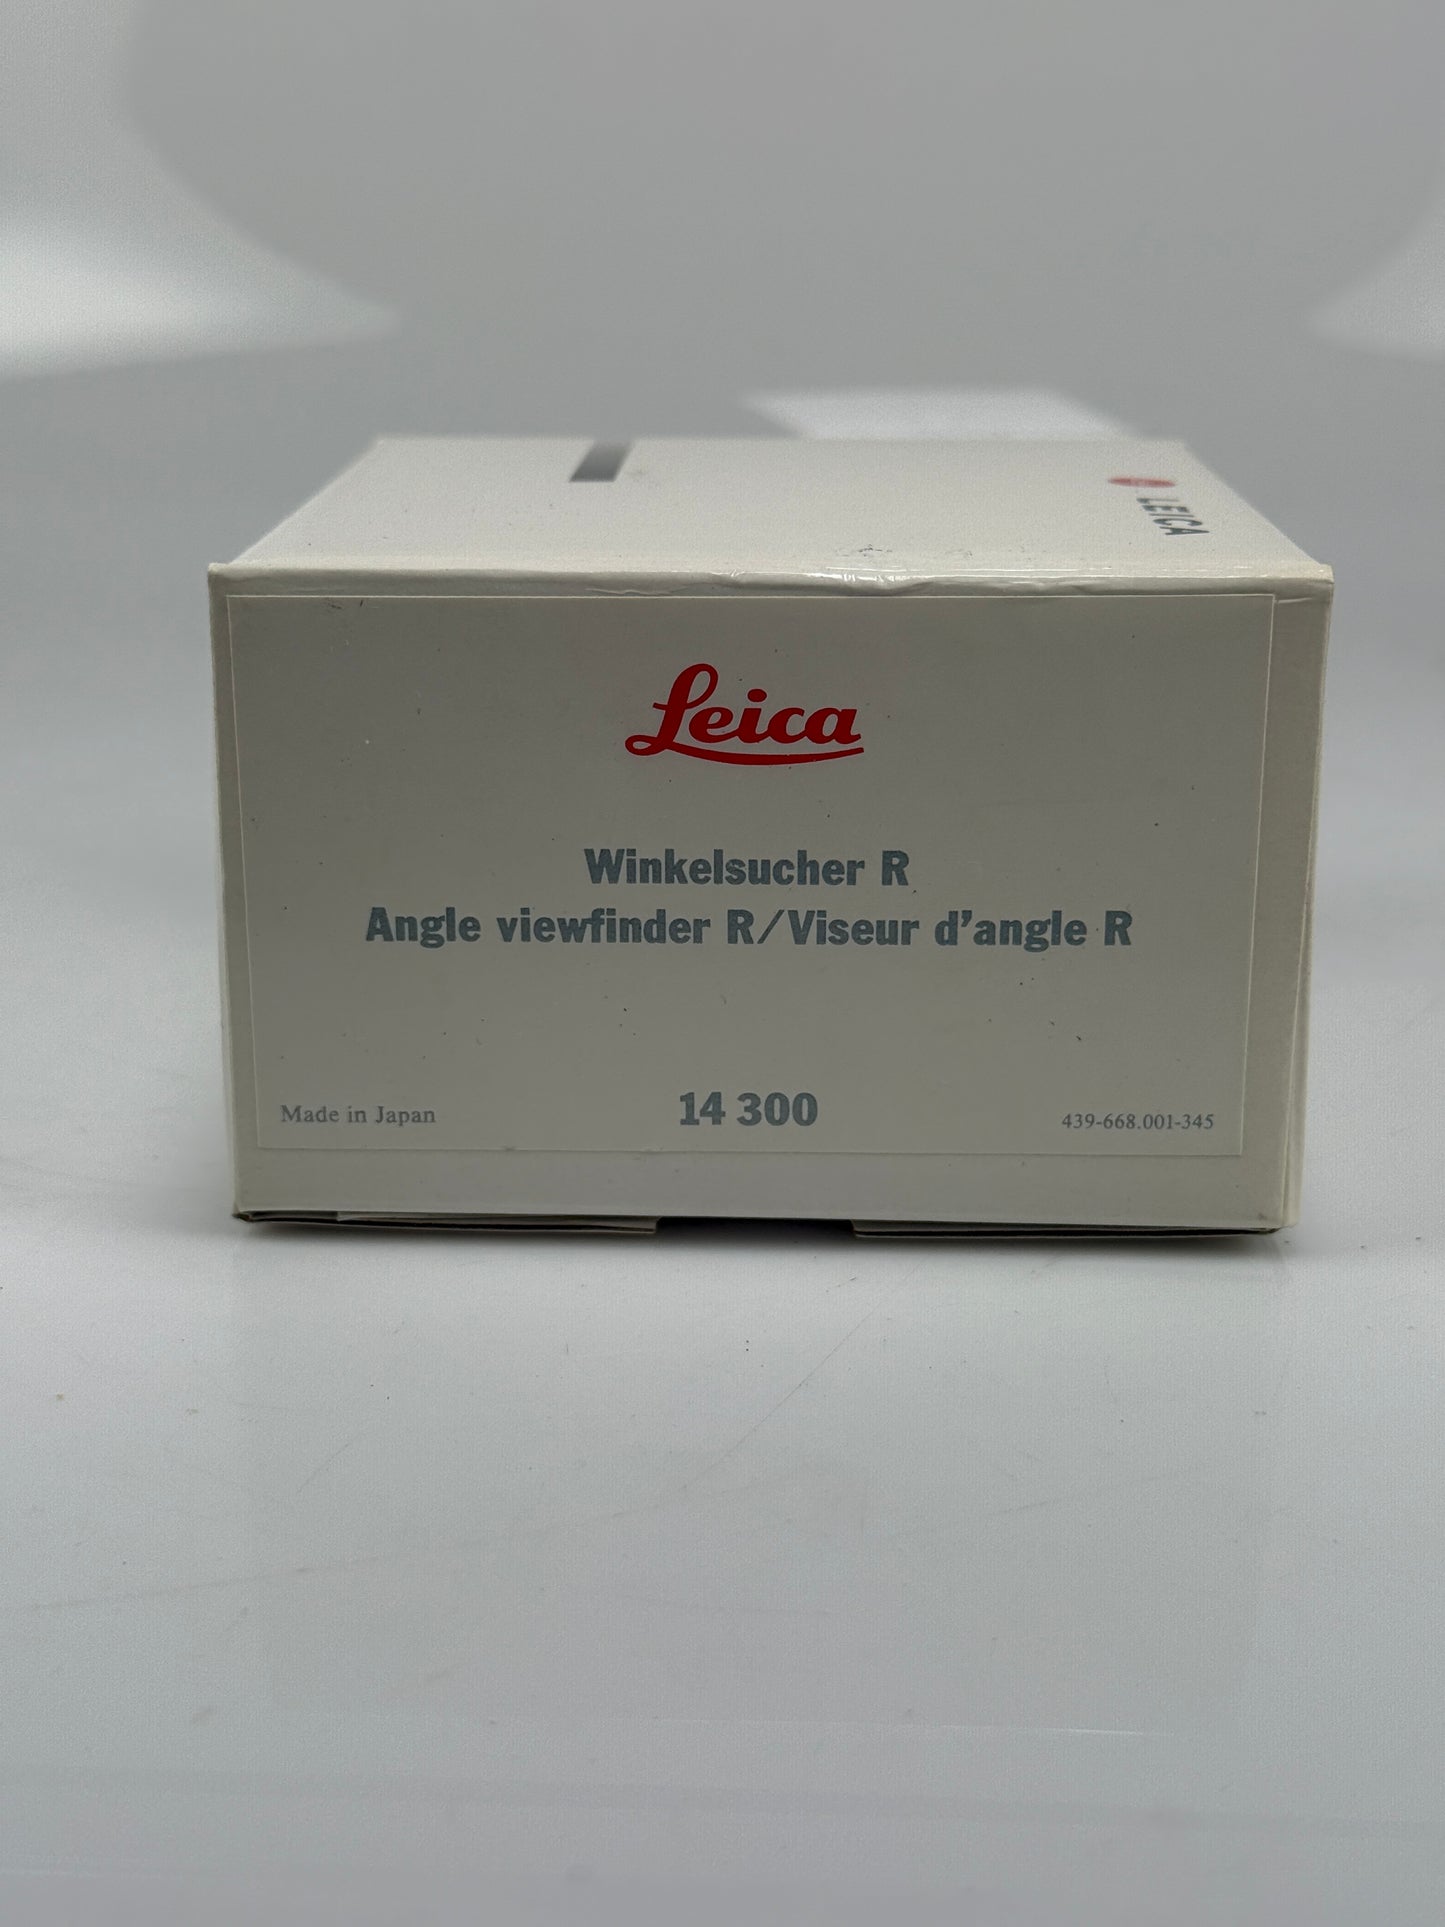 LEICA
Leica
Winkelsucher R
Angle viewfinder R/Viseur d'angle R
Made in Japan
14 300
439-668.001-345